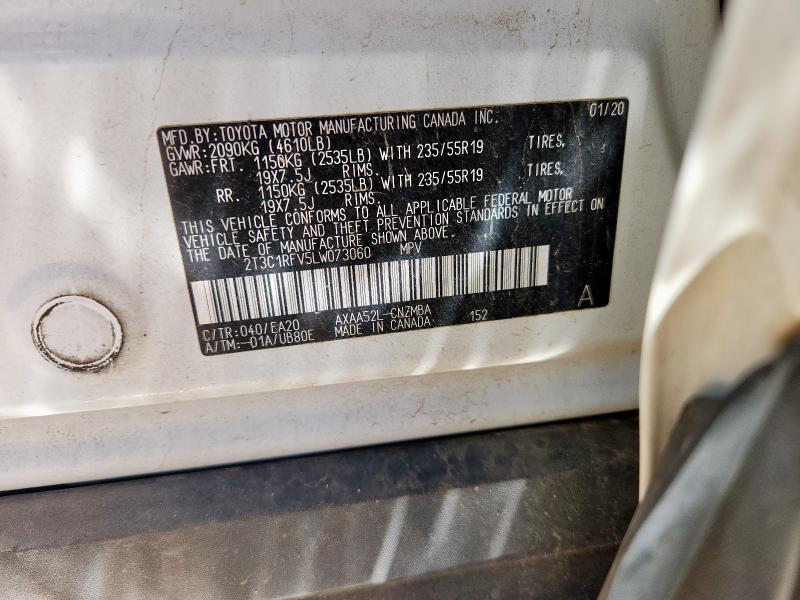 MFD.BY:TOYOTA MOTOR MANUFACTURING CANADA INC. 01/20
GVWR:2090KG (4610LB)
GAWR:FRT. 1150KG (2535LB) WITH 235/55R19 TIRES,
19X7.5J RIMS.
RR. 1150KG (2535LB) WITH 235/55R19 TIRES,
19X7.5J RIMS.
THIS VEHICLE CONFORMS TO ALL APPLICABLE FEDERAL MOTOR
VEHICLE SAFETY AND THEFT PREVENTION STANDARDS IN EFFECT ON
THE DATE OF MANUFACTURE SHOWN ABOVE.
2T3C1RFV5LW073060 MPV
A
C/TR:040/EA20 AXAA52L-CNZMBA 152
A/TM:-01A/UB80E MADE IN CANADA.